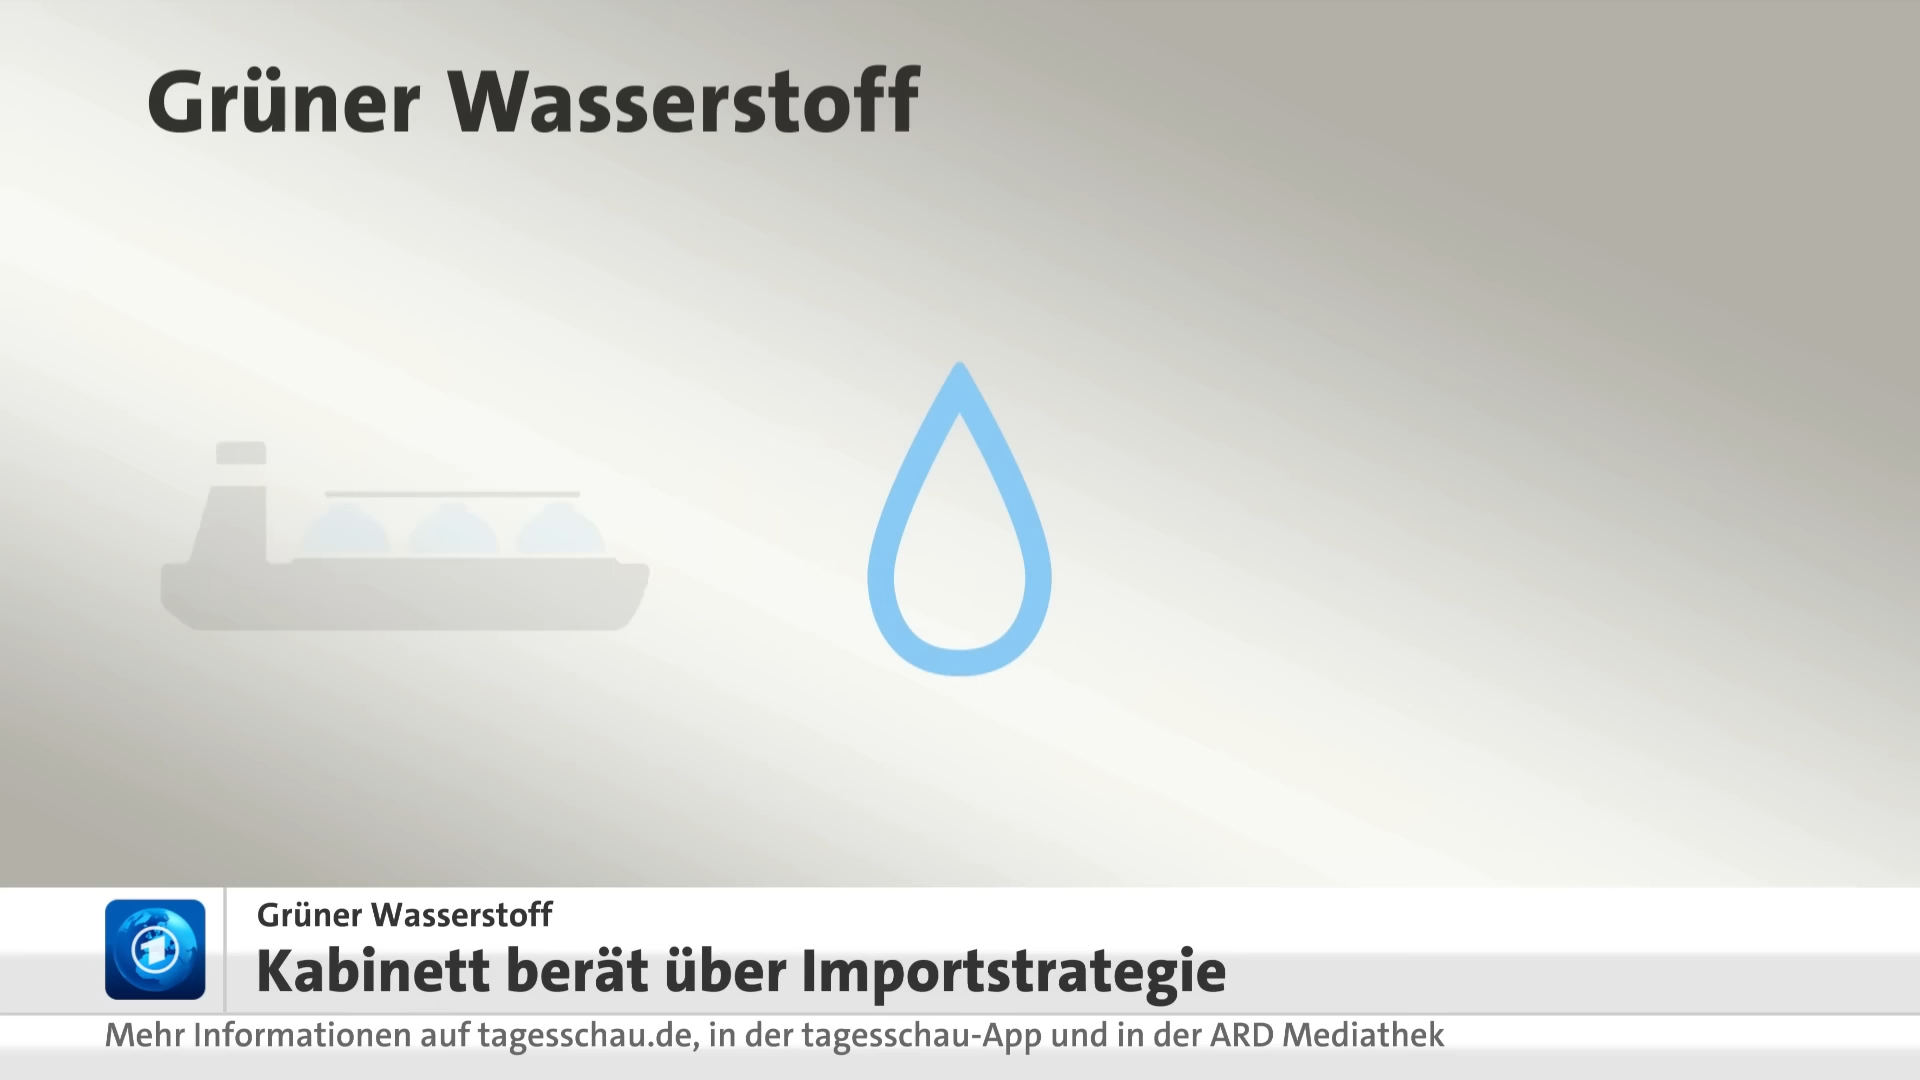 Grüner Wasserstoff
Grüner Wasserstoff
Kabinett berät über Importstrategie
Mehr Informationen auf tagesschau.de, in der tagesschau-App und in der ARD Mediathek